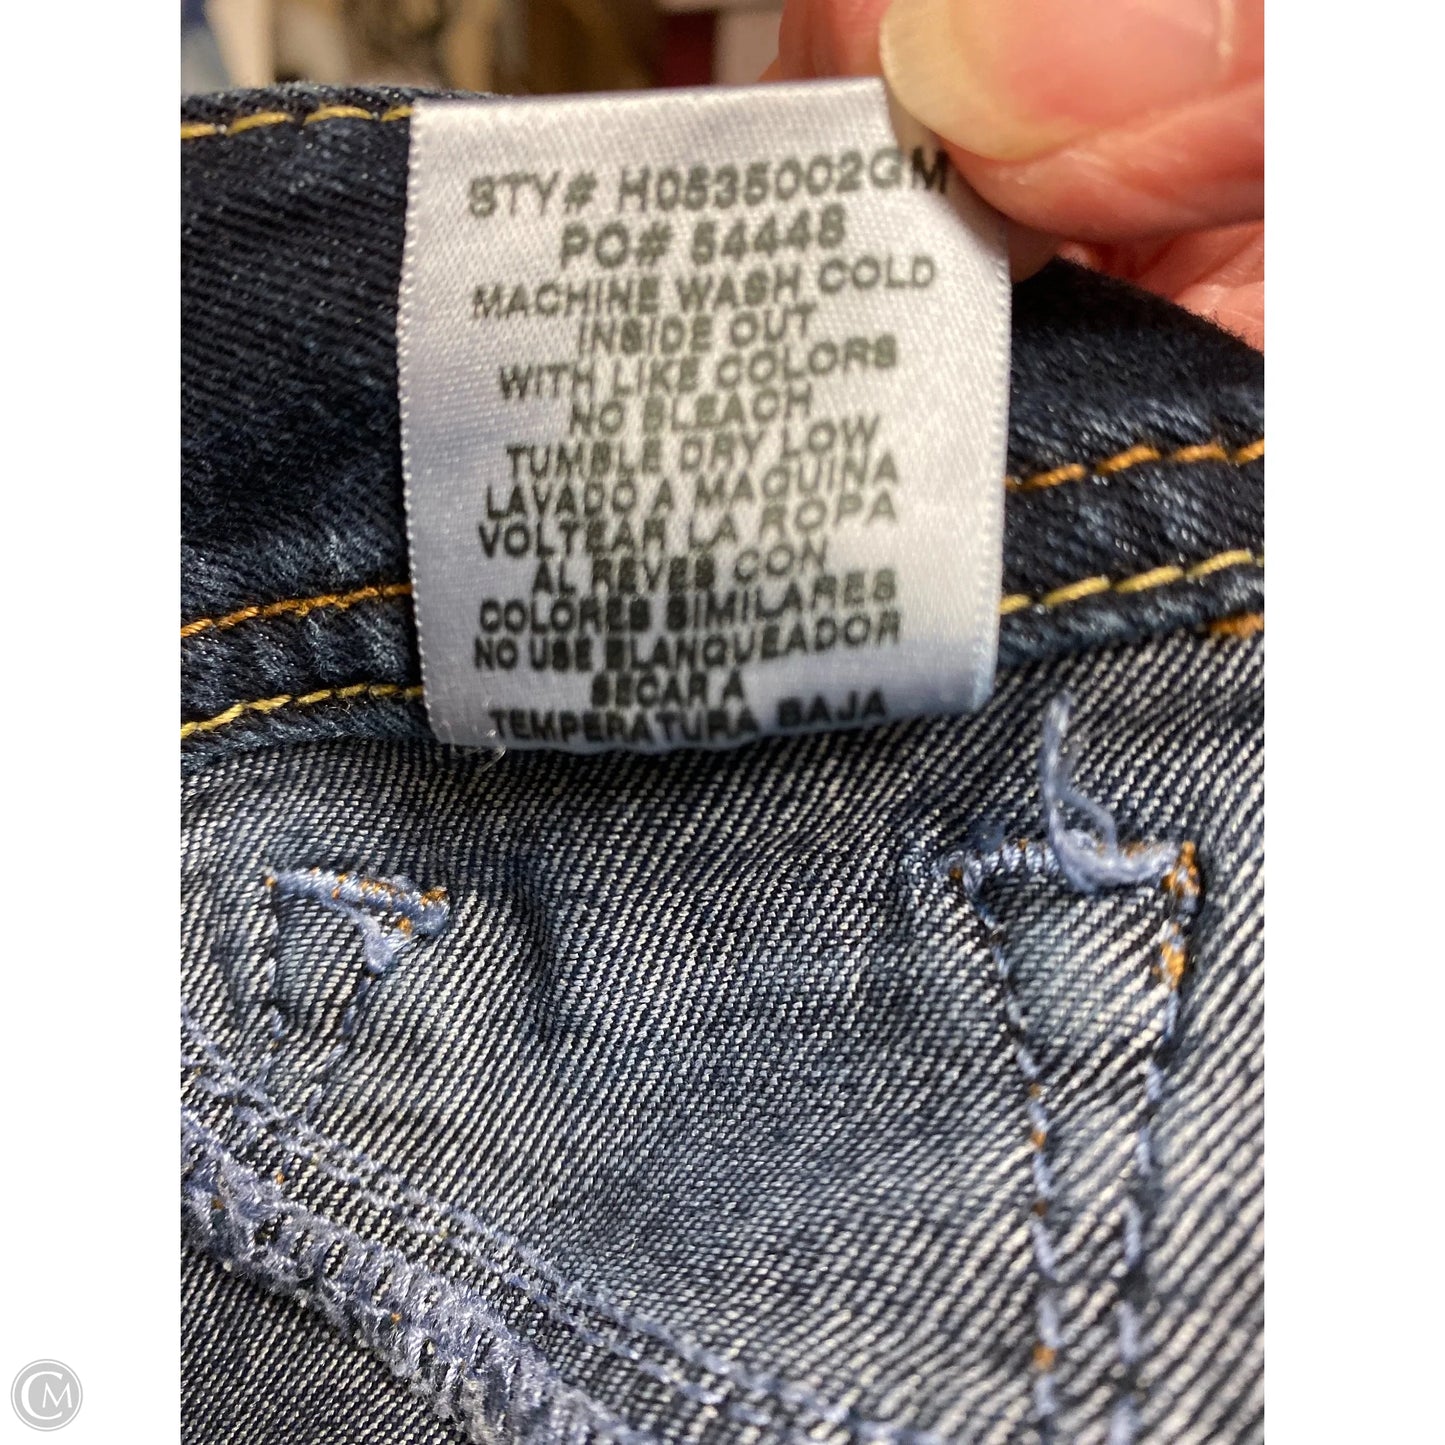 STY# H0535002GM
PO# 54448
MACHINE WASH COLD
INSIDE OUT
WITH LIKE COLORS
NO BLEACH
TUMBLE DRY LOW
LAVADO A MAQUINA
VOLTEAR LA ROPA
AL REVES CON
COLORES SIMILARES
NO USE BLANQUEADOR
SECAR A
TEMPERATURA BAJA
CM